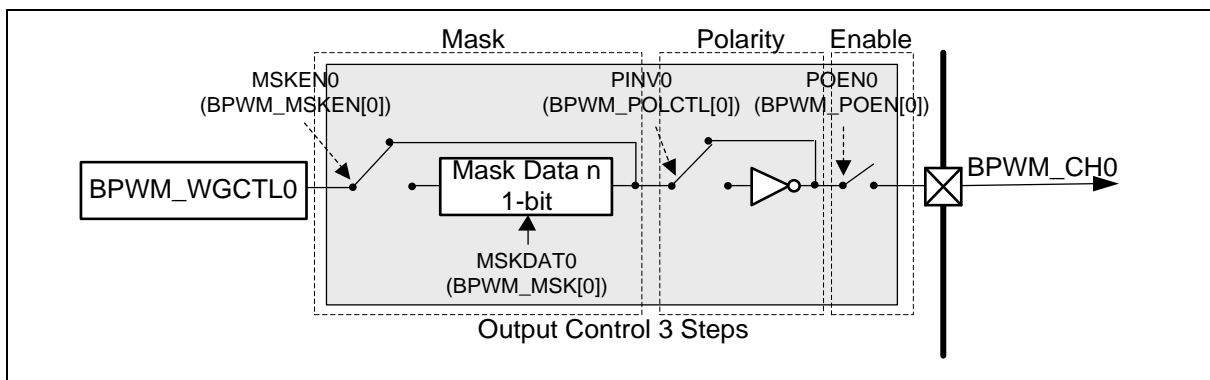 Mask
Polarity
Enable
MSKEN0
(BPWM_MSKEN[0])
PINV0
(BPWM_POLCTL[0])
POEN0
(BPWM_POEN[0])
BPWM_WGCTL0
Mask Data n
1-bit
BPWM_CH0
MSKDAT0
(BPWM_MSK[0])
Output Control 3 Steps